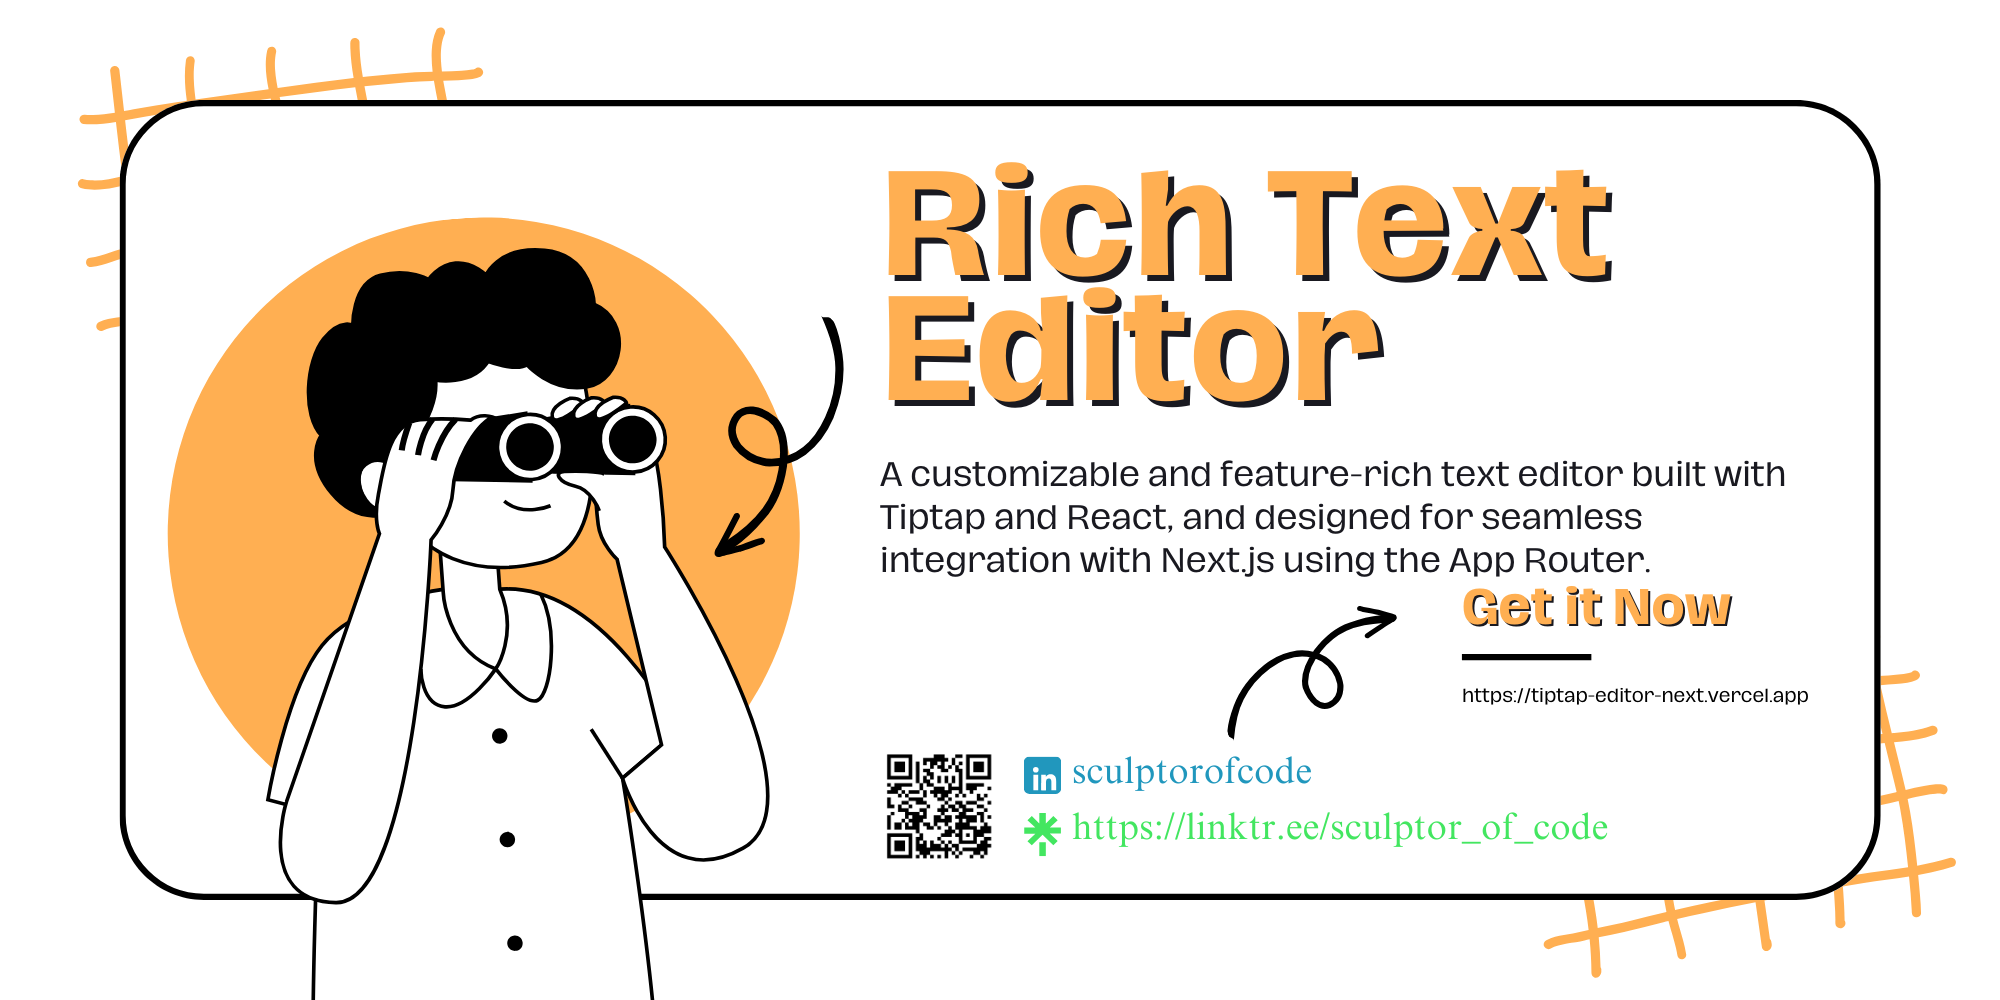 Rich Text
Editor
A customizable and feature-rich text editor built with
Tiptap and React, and designed for seamless
integration with Next.js using the App Router.
Get it Now
https://tiptap-editor-next.vercel.app
in sculptorofcode
https://linktr.ee/sculptor_of_code